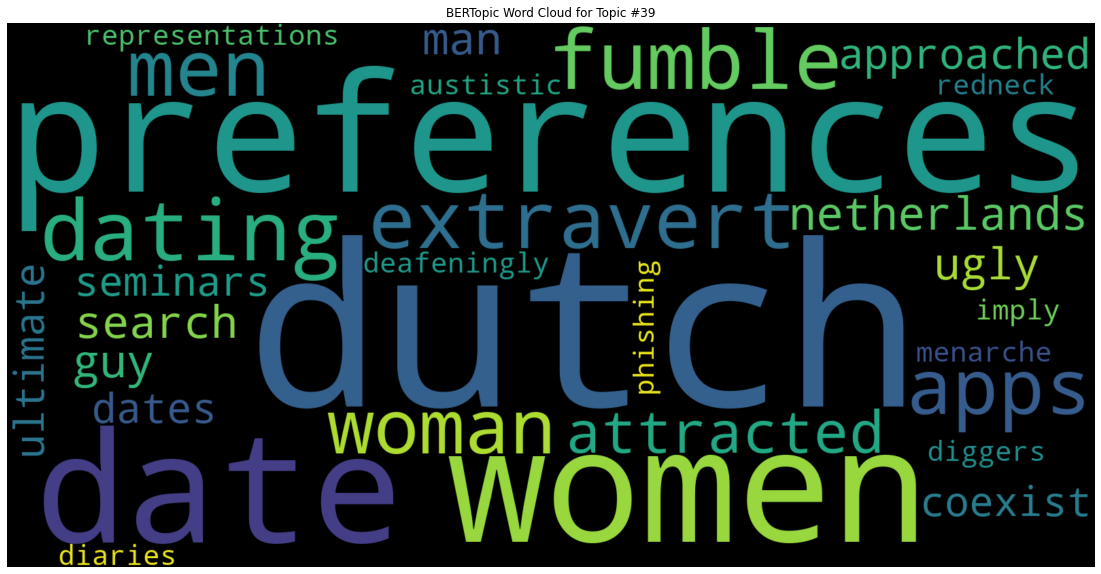 BERTopic Word Cloud for Topic #39
representations
man
fumble
approached
men
austistic
redneck
preferences
dating
extravert
netherlands
deafeningly
ugly
seminars
dutch
phishing
imply
search
ultimate
guy
menarche
apps
dates
woman
attracted
diggers
date
women
coexist
diaries